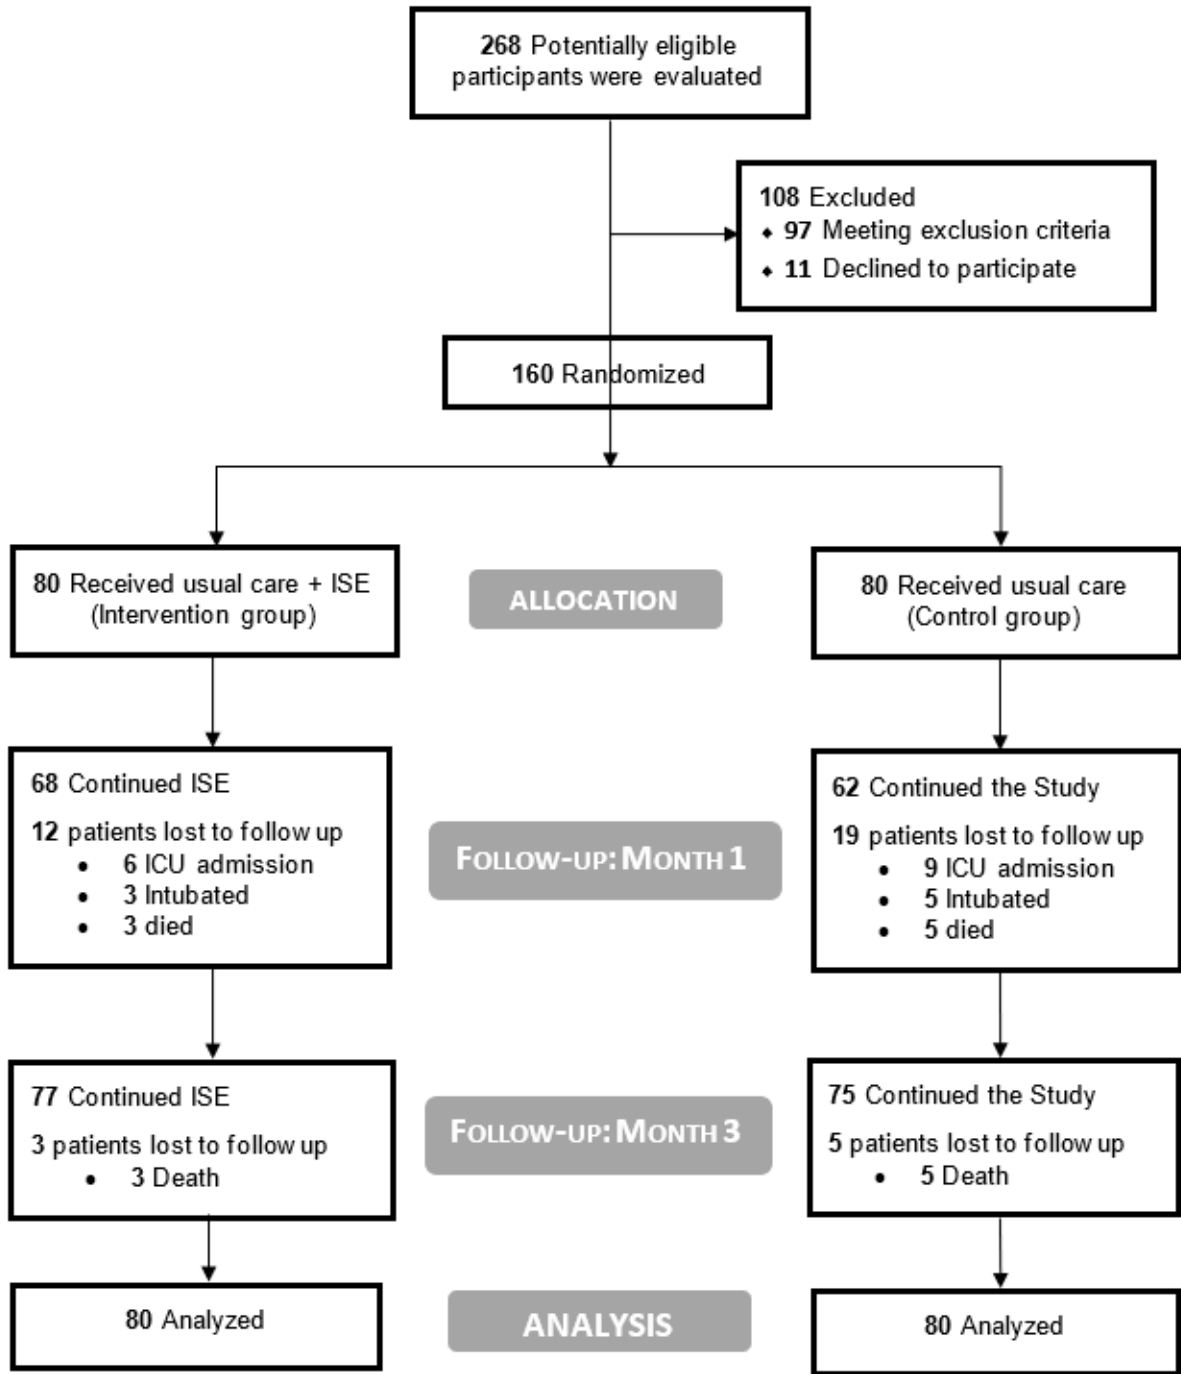 268 Potentially eligible
participants were evaluated
108 Excluded
⬥ 97 Meeting exclusion criteria
⬥ 11 Declined to participate
160 Randomized
80 Received usual care + ISE
(Intervention group)
ALLOCATION
80 Received usual care
(Control group)
68 Continued ISE
12 patients lost to follow up
• 6 ICU admission
• 3 Intubated
• 3 died
FOLLOW-UP: MONTH 1
62 Continued the Study
19 patients lost to follow up
• 9 ICU admission
• 5 Intubated
• 5 died
77 Continued ISE
3 patients lost to follow up
• 3 Death
FOLLOW-UP: MONTH 3
75 Continued the Study
5 patients lost to follow up
• 5 Death
80 Analyzed
ANALYSIS
80 Analyzed